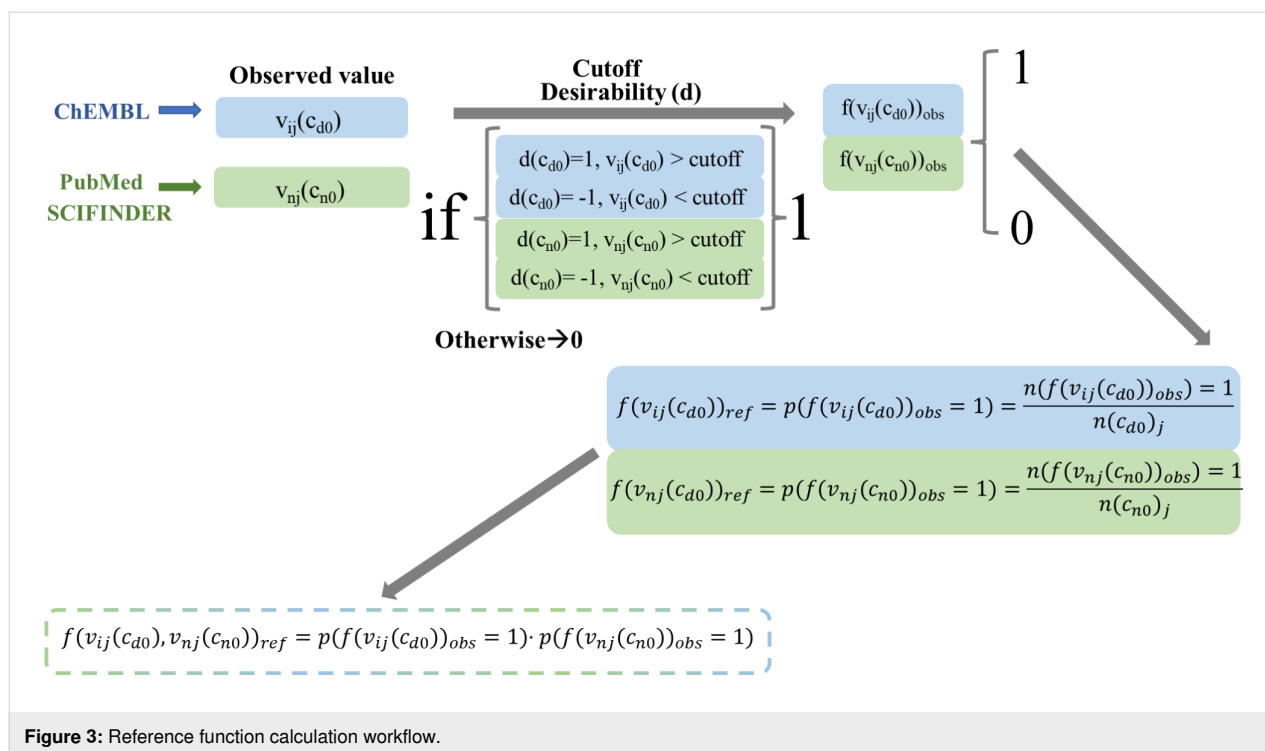 Observed value
Cutoff
Desirability (d)
ChEMBL
v_ij(c_d0)
PubMed
SCIFINDER
v_nj(c_n0)
if
d(c_d0)=1, v_ij(c_d0) > cutoff
d(c_d0)= -1, v_ij(c_d0) < cutoff
d(c_n0)=1, v_nj(c_n0) > cutoff
d(c_n0)= -1, v_nj(c_n0) < cutoff
1
Otherwise→0
f(v_ij(c_d0))_obs
f(v_nj(c_n0))_obs
1
0
f(v_ij(c_d0))_ref = p(f(v_ij(c_d0))_obs = 1) = n(f(v_ij(c_d0))_obs) = 1 / n(c_d0)_j
f(v_nj(c_d0))_ref = p(f(v_nj(c_n0))_obs = 1) = n(f(v_nj(c_n0))_obs) = 1 / n(c_n0)_j
f(v_ij(c_d0), v_nj(c_n0))_ref = p(f(v_ij(c_d0))_obs = 1)· p(f(v_nj(c_n0))_obs = 1)
Figure 3: Reference function calculation workflow.